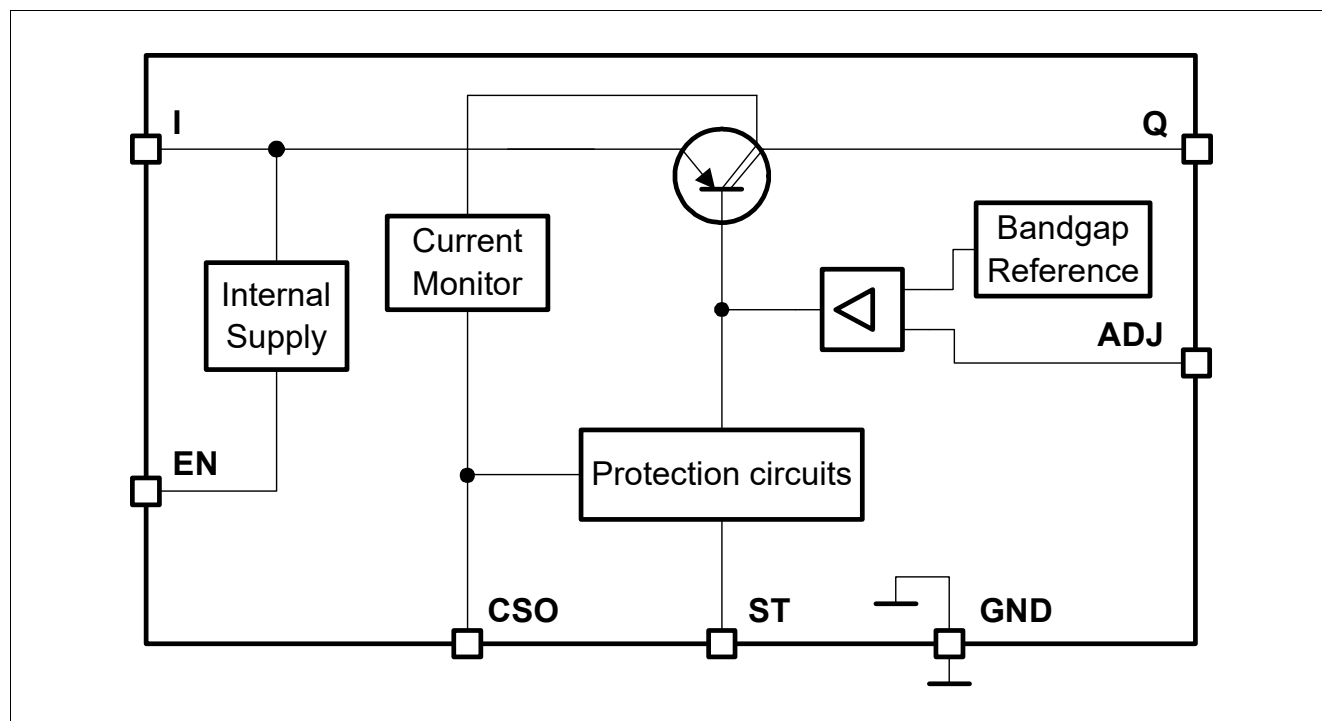 I
Q
Current
Monitor
Bandgap
Reference
Internal
Supply
ADJ
EN
Protection circuits
CSO
ST
GND